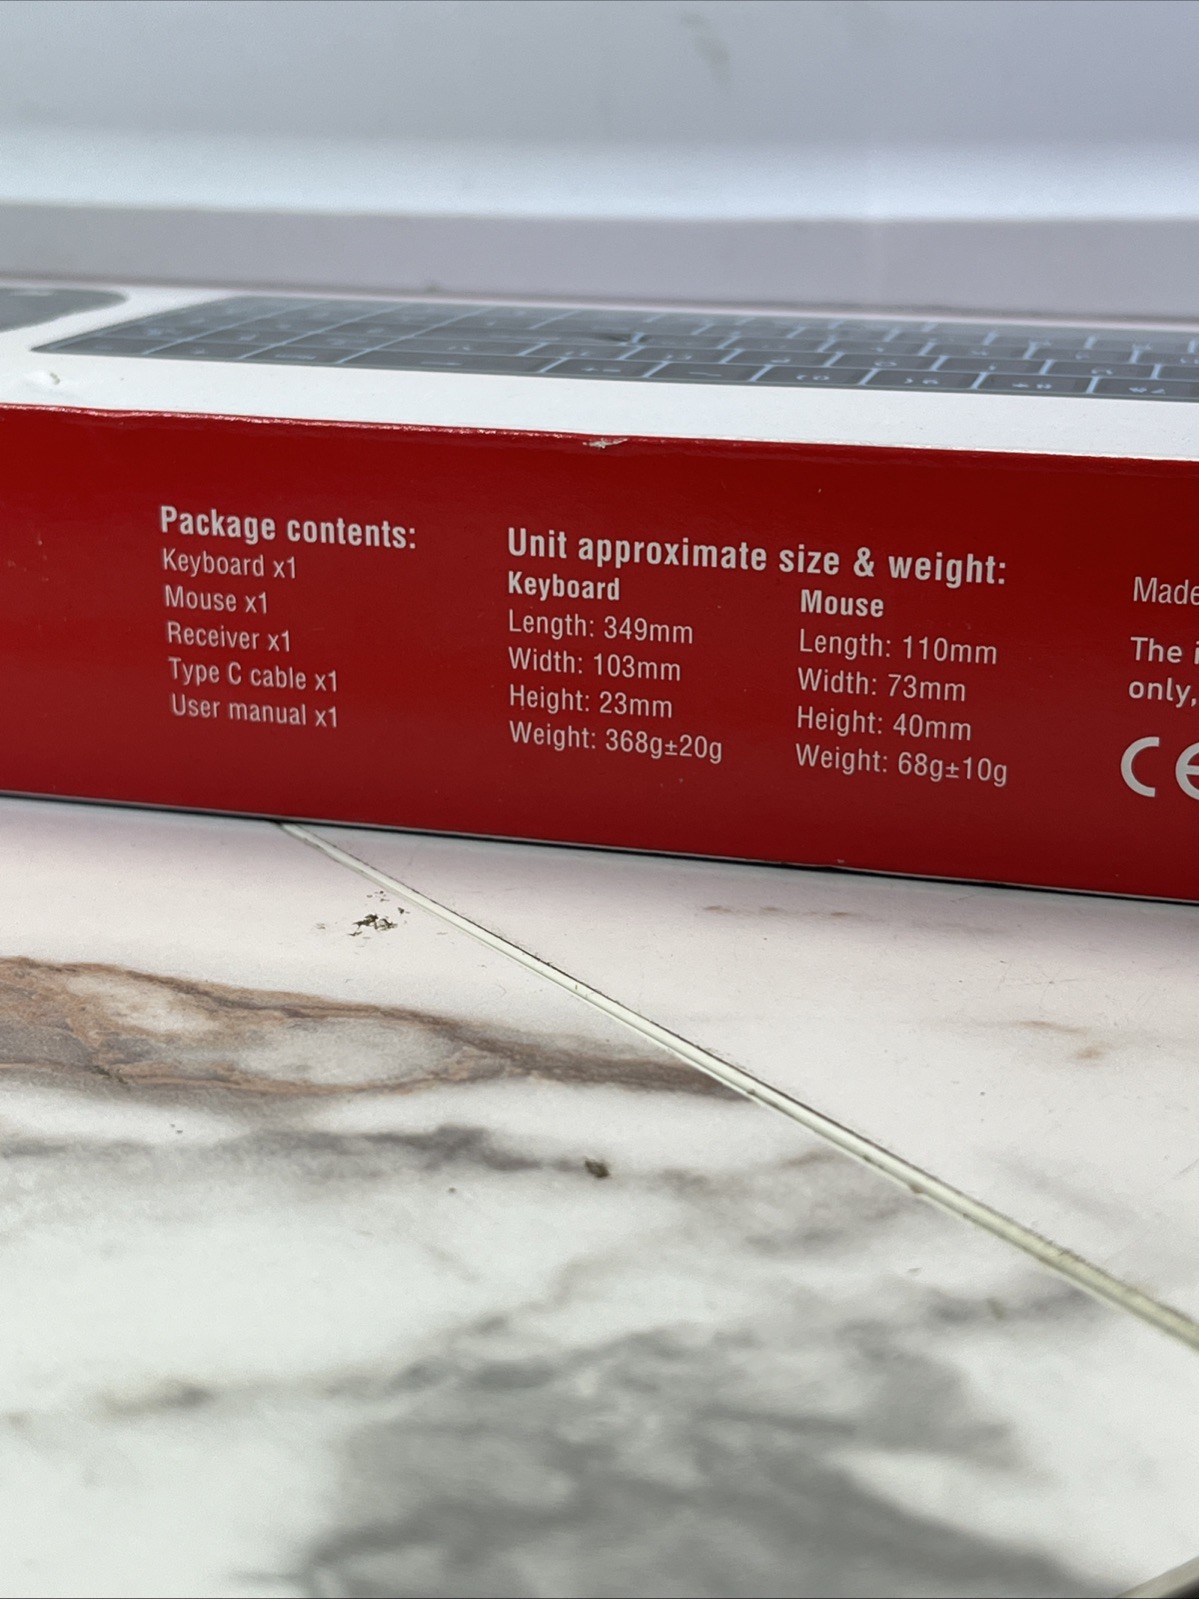 Package contents:
Keyboard x1
Mouse x1
Receiver x1
Type C cable x1
User manual x1
Unit approximate size & weight:
Keyboard
Length: 349mm
Width: 103mm
Height: 23mm
Weight: 368g±20g
Mouse
Length: 110mm
Width: 73mm
Height: 40mm
Weight: 68g±10g
Made
The i
only,
CE